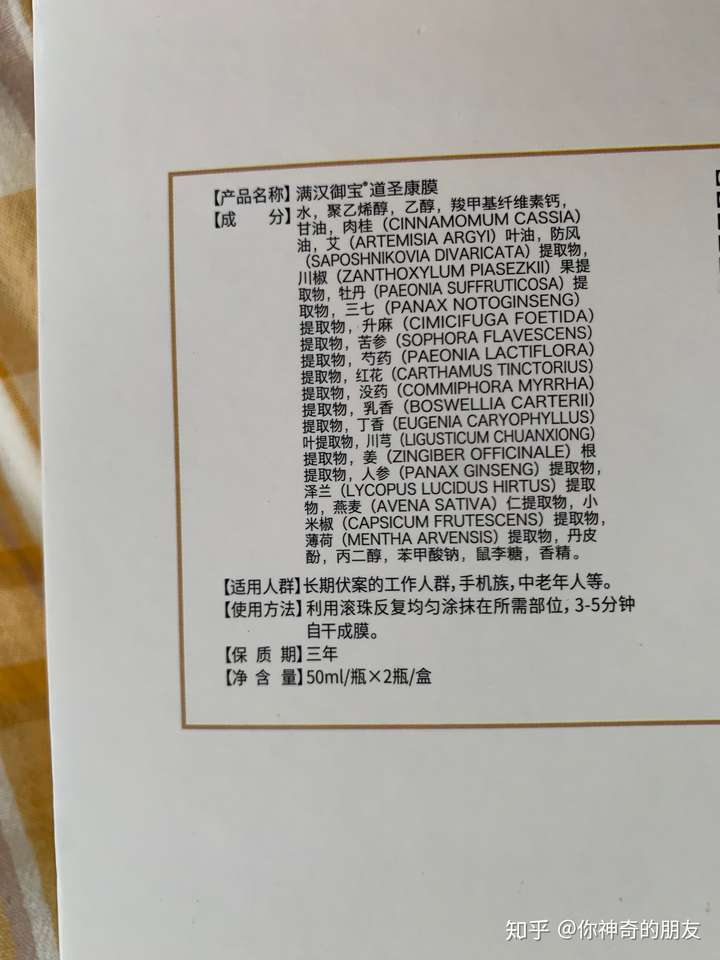 【产品名称】满汉御宝®道圣康膜
【成 分】水，聚乙烯醇，乙醇，羧甲基纤维素钙，
甘油，肉桂（CINNAMOMUM CASSIA）
油，艾（ARTEMISIA ARGYI）叶油，防风
（SAPOSHNIKOVIA DIVARICATA）提取物，
川椒（ZANTHOXYLUM PIASEZKII）果提
取物，牡丹（PAEONIA SUFFRUTICOSA）提
取物，三七（PANAX NOTOGINSENG）
提取物，升麻（CIMICIFUGA FOETIDA）
提取物，苦参（SOPHORA FLAVESCENS）
提取物，芍药（PAEONIA LACTIFLORA）
提取物，红花（CARTHAMUS TINCTORIUS）
提取物，没药（COMMIPHORA MYRRHA）
提取物，乳香（BOSWELLIA CARTERII）
提取物，丁香（EUGENIA CARYOPHYLLUS）
叶提取物，川芎（LIGUSTICUM CHUANXIONG）
提取物，姜（ZINGIBER OFFICINALE）根
提取物，人参（PANAX GINSENG）提取物，
泽兰（LYCOPUS LUCIDUS HIRTUS）提取
物，燕麦（AVENA SATIVA）仁提取物，小
米椒（CAPSICUM FRUTESCENS）提取物，
薄荷（MENTHA ARVENSIS）提取物，丹皮
酚，丙二醇，苯甲酸钠，鼠李糖，香精。
【适用人群】长期伏案的工作人群，手机族，中老年人等。
【使用方法】利用滚珠反复均匀涂抹在所需部位，3-5分钟
自干成膜。
【保 质 期】三年
【净 含 量】50ml/瓶×2瓶/盒
知乎 @你神奇的朋友